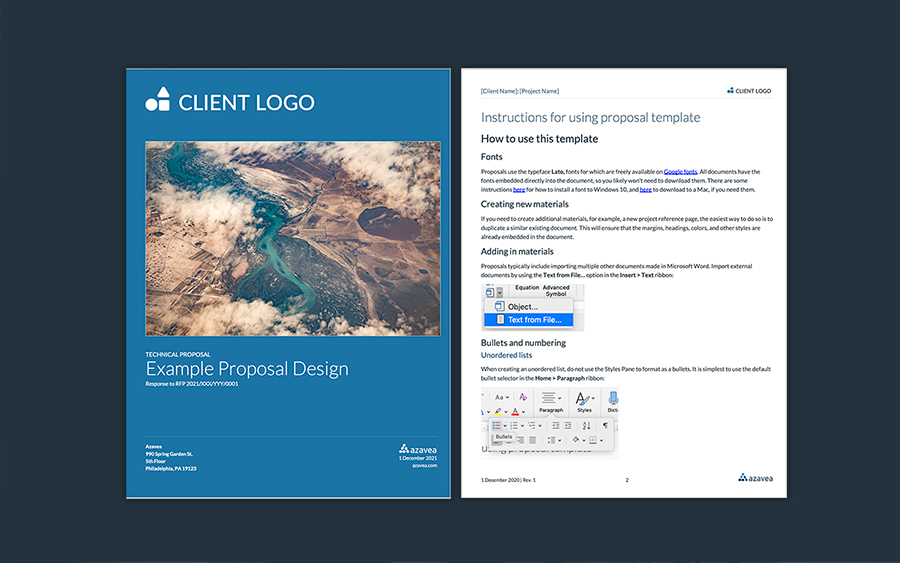 CLIENT LOGO
TECHNICAL PROPOSAL
Example Proposal Design
Response to RFP 2021/XXX/YYY/0001
Azavea
990 Spring Garden St,
5th Floor
Philadelphia, PA 19123
azavea
1 December 2021
azavea.com
[Client Name]:[Project Name]
CLIENT LOGO
Instructions for using proposal template
How to use this template
Fonts
Proposals use the typeface Lato, fonts for which are freely available on Google fonts. All documents have the
fonts embedded directly into the document, so you likely won't need to download them. There are some
instructions here for how to install a font to Windows 10, and here to download to a Mac, if you need them.
Creating new materials
If you need to create additional materials, for example, a new project reference page, the easiest way to do so is to
duplicate a similar existing document. This will ensure that the margins, headings, colors, and other styles are
already embedded in the document.
Adding in materials
Proposals typically include importing multiple other documents made in Microsoft Word. Import external
documents by using the Text from File... option in the Insert > Text ribbon:
Equation Advanced
Symbol
Object...
Text from File...
Bullets and numbering
Unordered lists
When creating an unordered list, do not use the Styles Pane to format as a bullets. It is simplest to use the default
bullet selector in the Home > Paragraph ribbon:
Aa
Paragraph
Styles
Dict
Bullets
using proposal template
1 December 2020 | Rev. 1
2
azavea